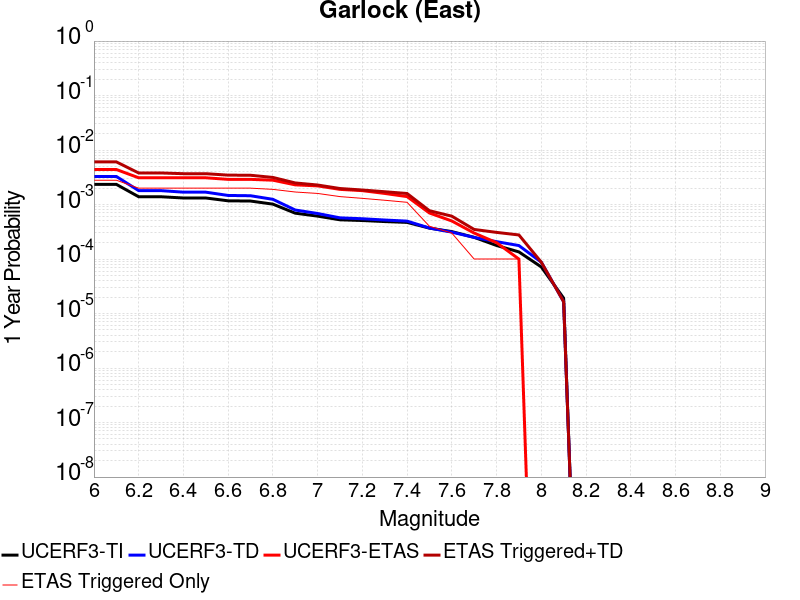 Garlock (East)
10^0
10^-1
10^-2
10^-3
10^-4
10^-5
10^-6
10^-7
10^-8
1 Year Probability
6 6.2 6.4 6.6 6.8 7 7.2 7.4 7.6 7.8 8 8.2 8.4 8.6 8.8 9
Magnitude
UCERF3-TI UCERF3-TD UCERF3-ETAS ETAS Triggered+TD
ETAS Triggered Only